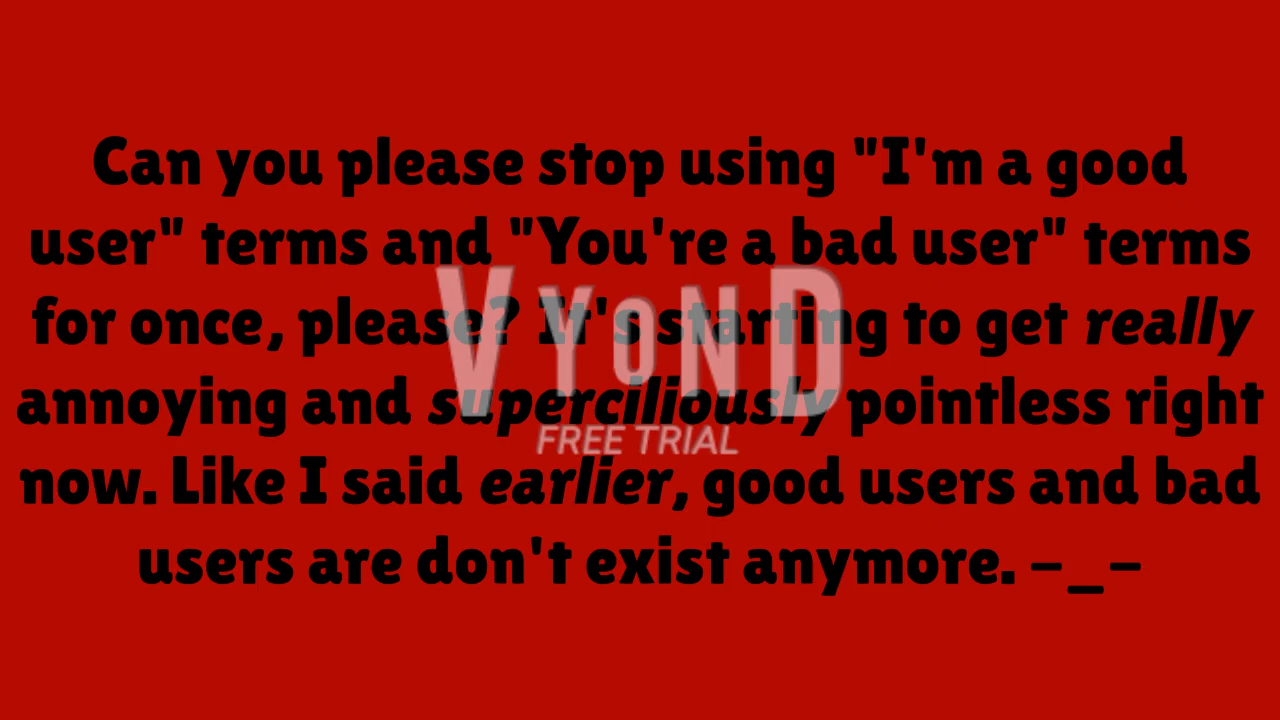 Can you please stop using "I'm a good
user" terms and "You're a bad user" terms
for once, please? It's starting to get really
annoying and superciliously pointless right
now. Like I said earlier, good users and bad
users are don't exist anymore. -_-
VYOND
FREE TRIAL